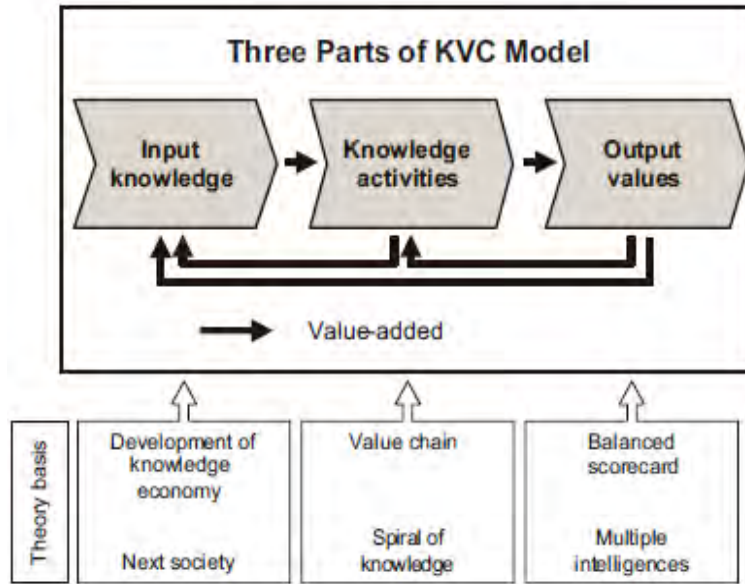 Three Parts of KVC Model
Input
knowledge
Knowledge
activities
Output
values
Value-added
Theory basis
Development of
knowledge
economy
Next society
Value chain
Spiral of
knowledge
Balanced
scorecard
Multiple
intelligences